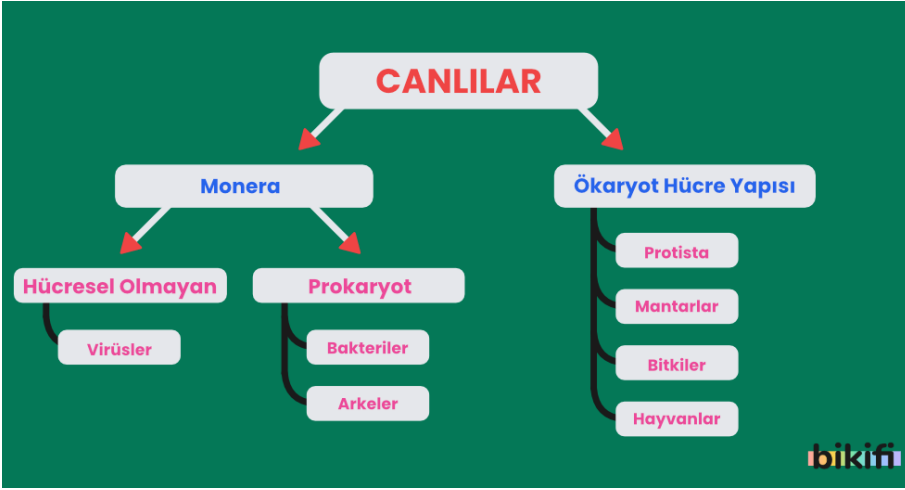 CANLILAR
Monera
Ökaryot Hücre Yapısı
Hücresel Olmayan
Prokaryot
Virüsler
Bakteriler
Arkeler
Protista
Mantarlar
Bitkiler
Hayvanlar
bikifi